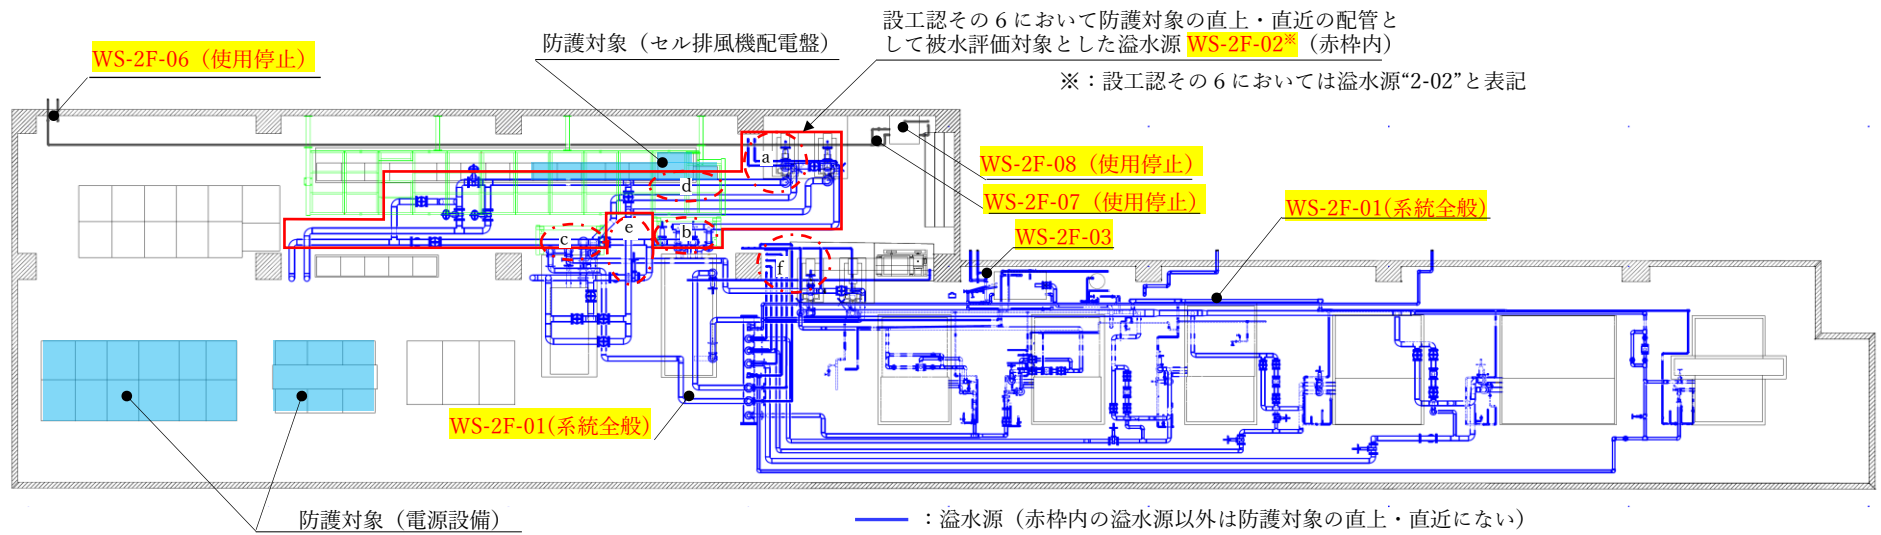 設工認その６において防護対象の直上・直近の配管と
して被水評価対象とした溢水源 WS-2F-02※（赤枠内）
※：設工認その６においては溢水源“2-02”と表記
WS-2F-06（使用停止）
防護対象（セル排風機配電盤）
WS-2F-08（使用停止）
WS-2F-07（使用停止）
WS-2F-01(系統全般)
WS-2F-03
a
d
e
b
c
f
WS-2F-01(系統全般)
防護対象（電源設備）
：溢水源（赤枠内の溢水源以外は防護対象の直上・直近にない）